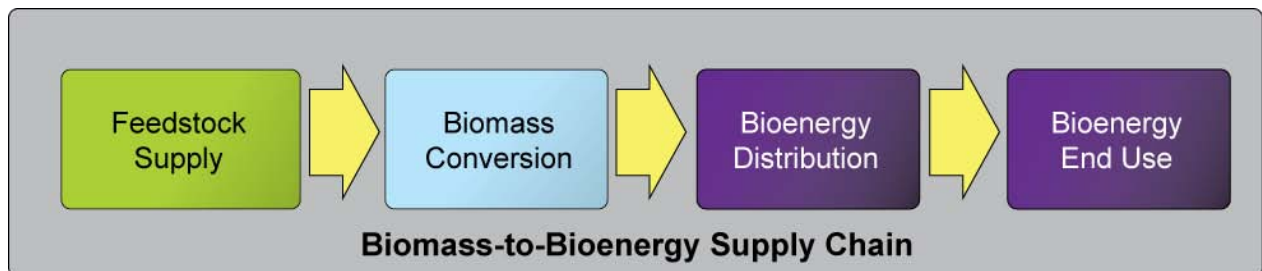 Feedstock
Supply
Biomass
Conversion
Bioenergy
Distribution
Bioenergy
End Use
Biomass-to-Bioenergy Supply Chain